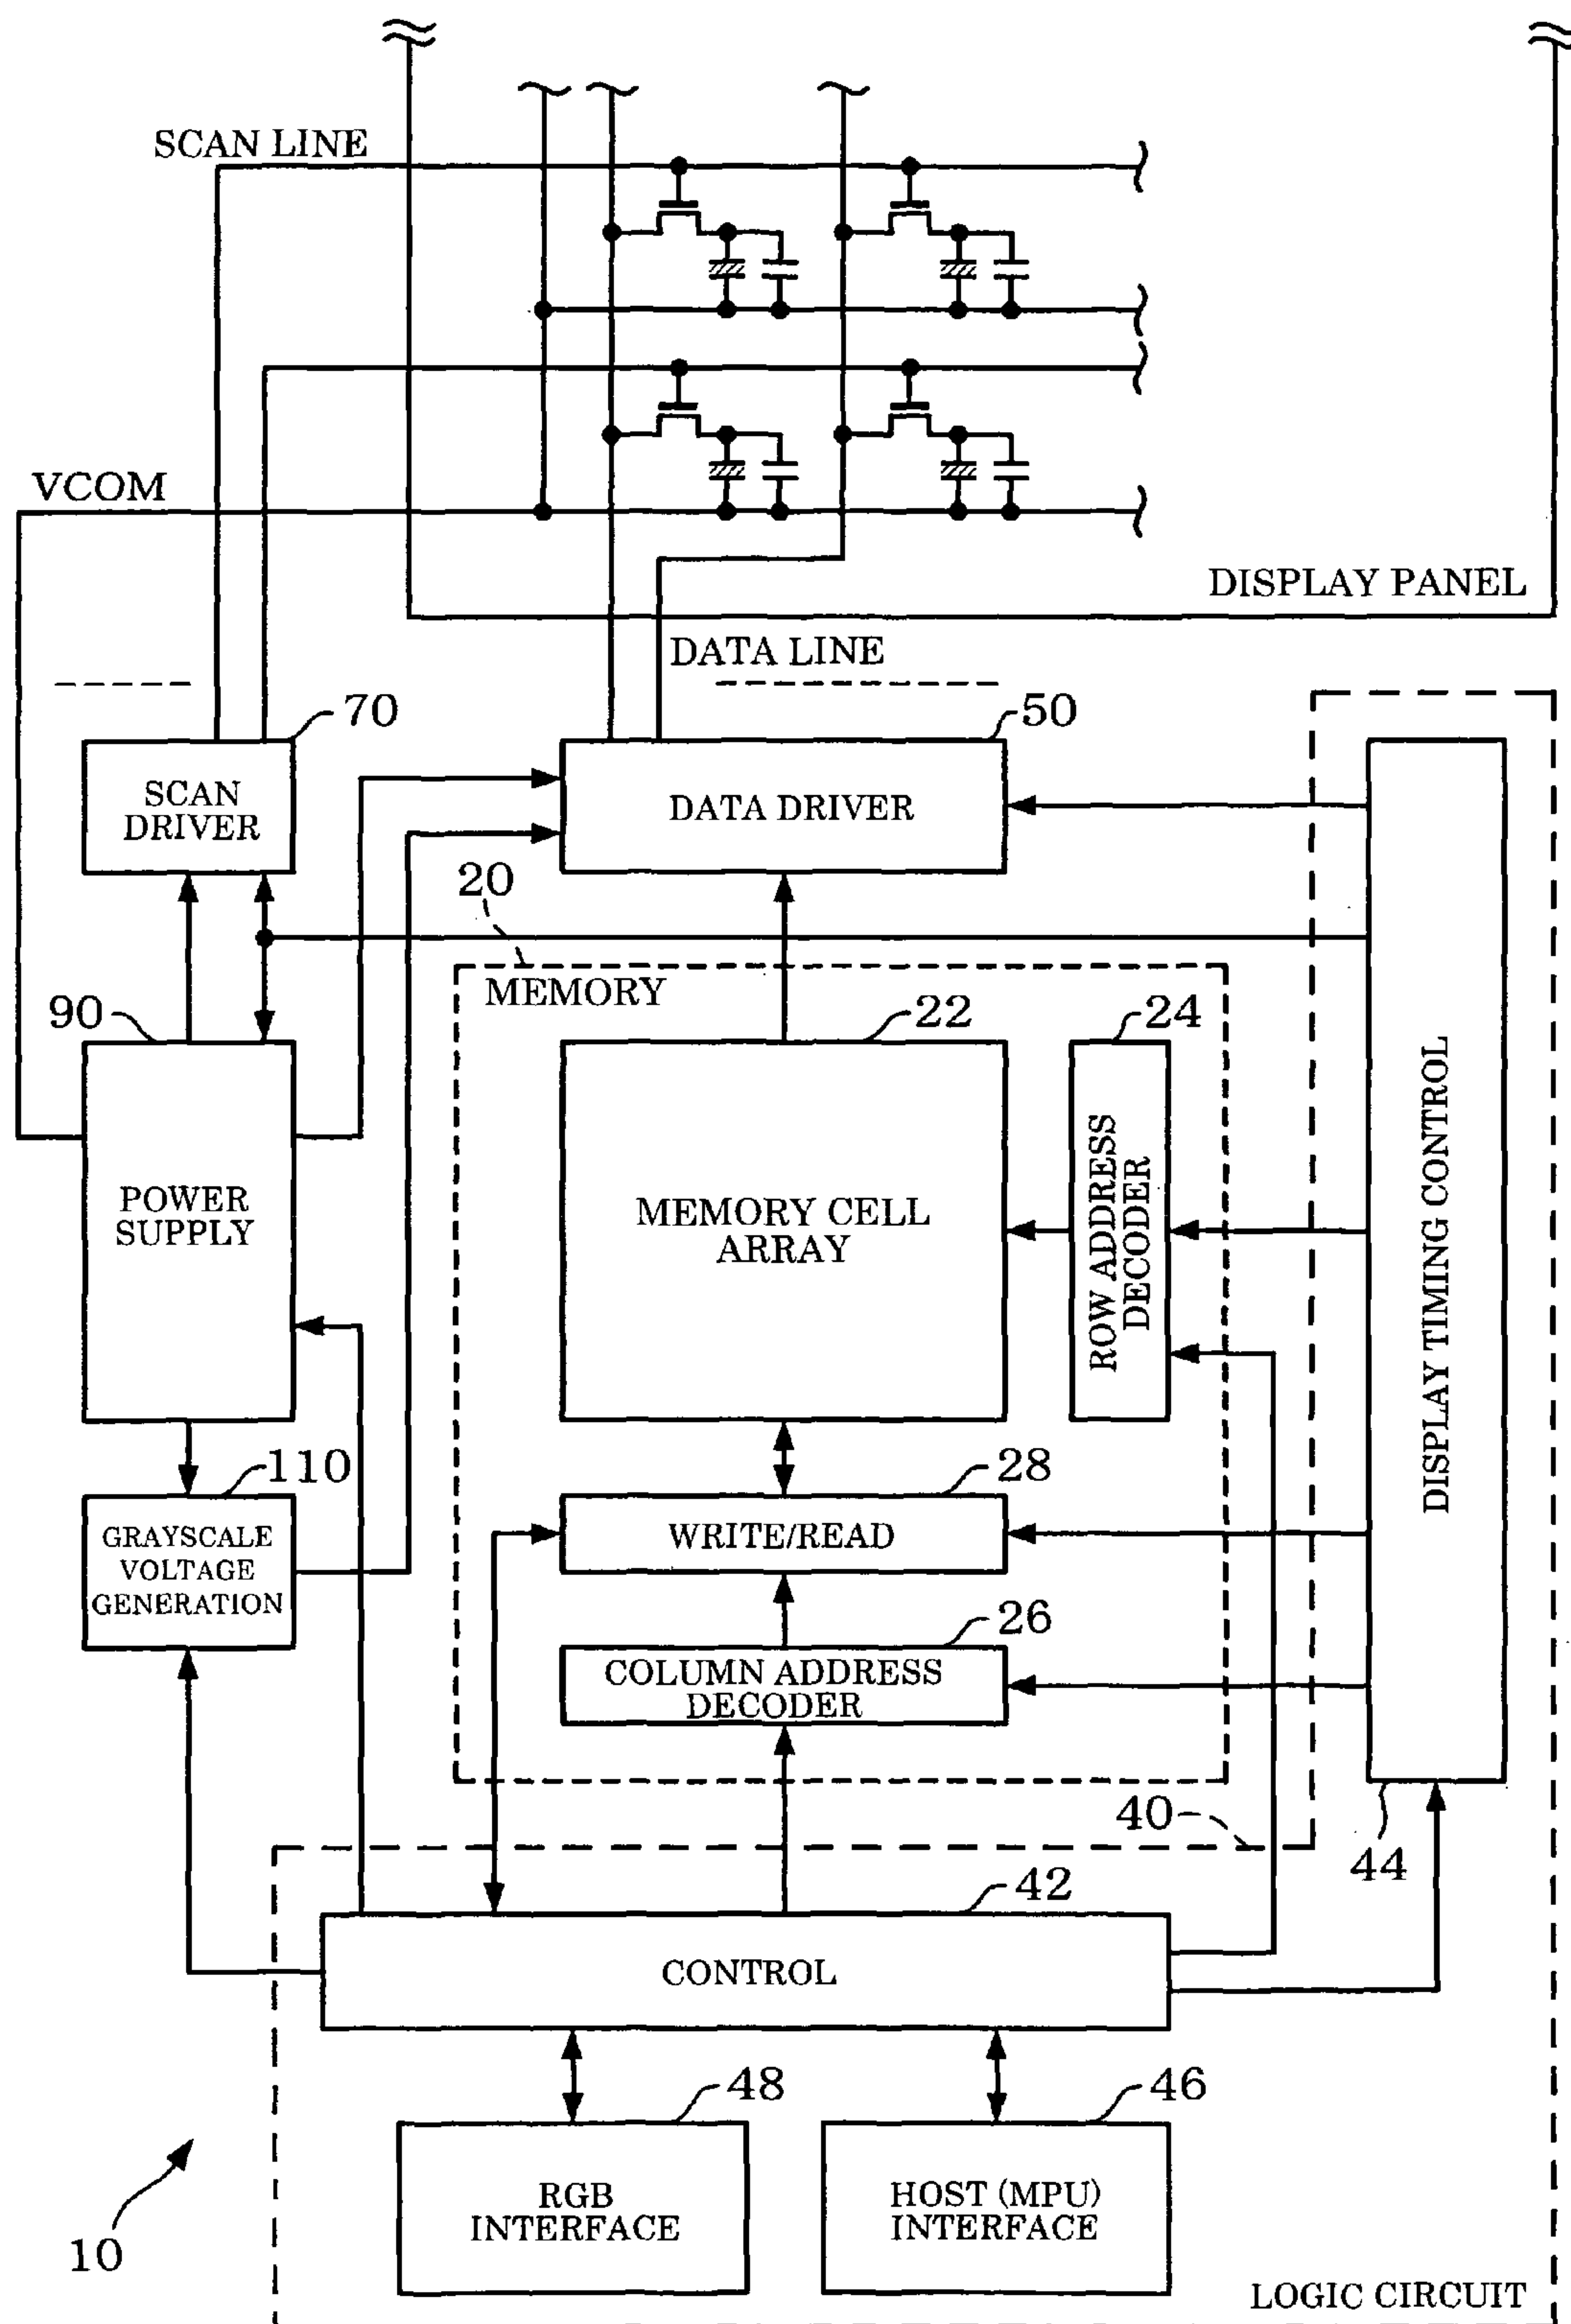 SCAN LINE
VCOM
DISPLAY PANEL
DATA LINE
70
50
SCAN
DRIVER
DATA DRIVER
20
MEMORY
90
22
24
POWER
SUPPLY
MEMORY CELL
ARRAY
ROW ADDRESS
DECODER
DISPLAY TIMING CONTROL
110
28
GRAYSCALE
VOLTAGE
GENERATION
WRITE/READ
26
COLUMN ADDRESS
DECODER
40
44
42
CONTROL
48
46
RGB
INTERFACE
HOST (MPU)
INTERFACE
10
LOGIC CIRCUIT